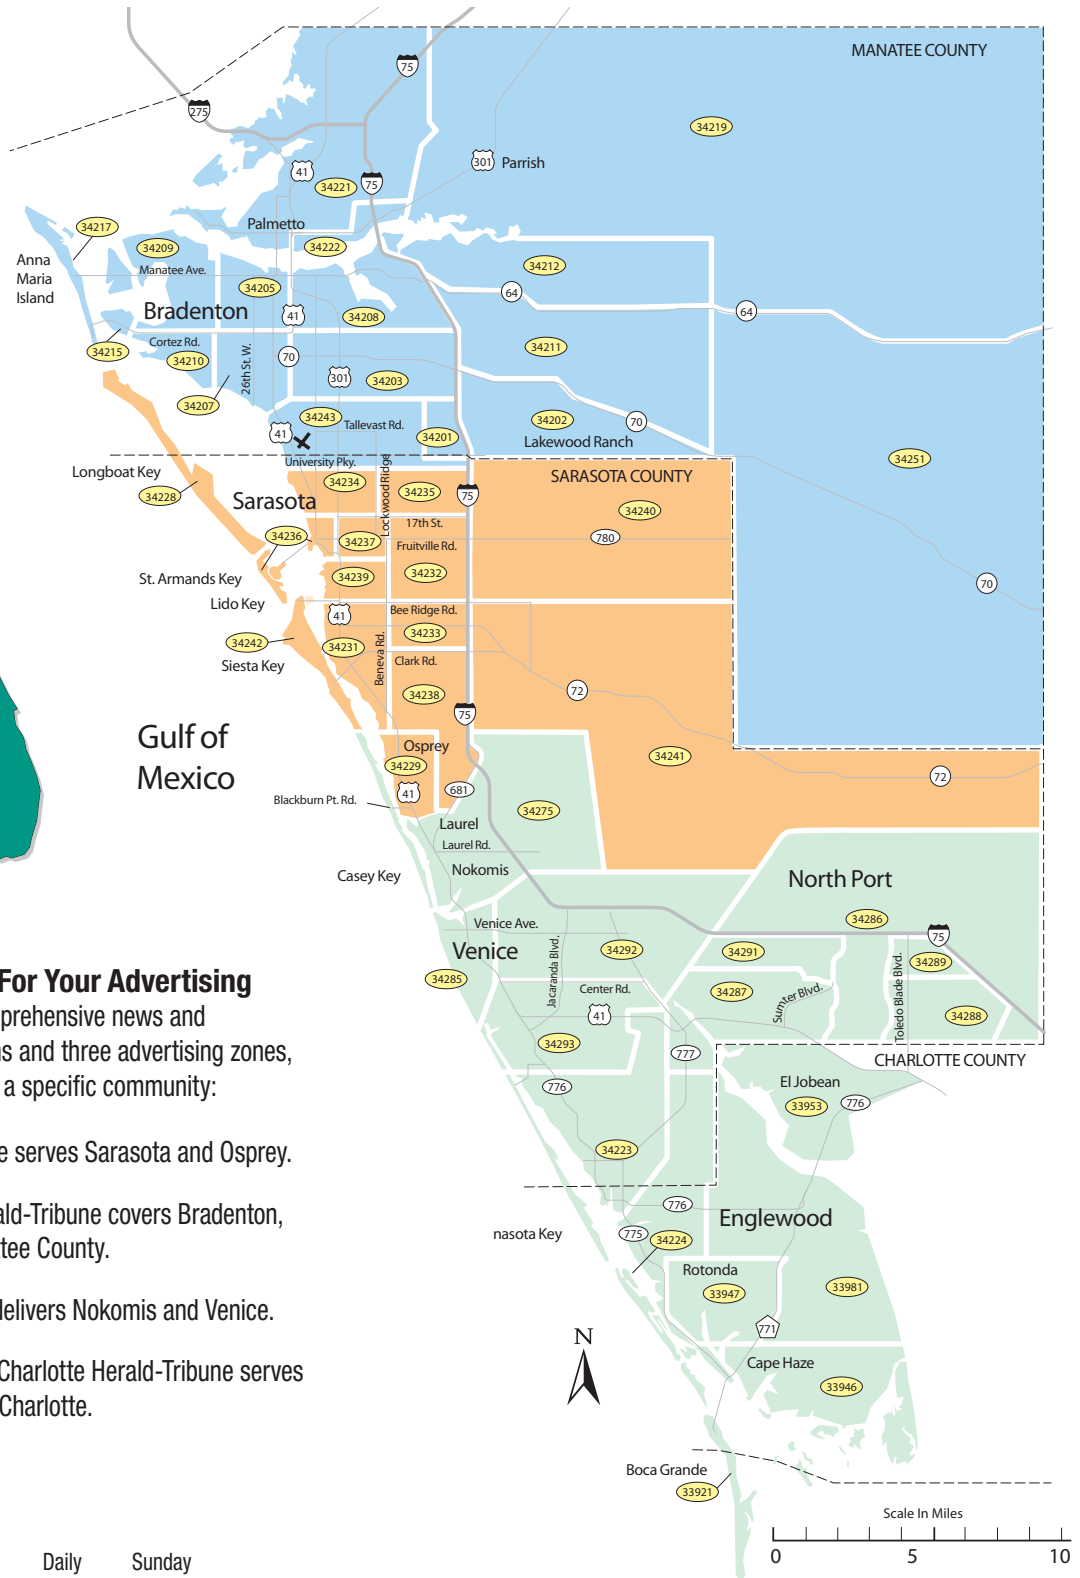 MANATEE COUNTY
75
275
34219
41
301
Parrish
34221
75
Palmetto
34217
34209
34222
Anna
Maria
Island
Manatee Ave.
34212
34205
64
64
Bradenton
41
34208
Cortez Rd.
34215
34210
26th St. W.
70
34211
301
34203
34207
34243
Tallevast Rd.
34202
70
41
34201
Lakewood Ranch
34251
University Pky.
Longboat Key
34228
34234
Lockwood Ridge
34235
75
SARASOTA COUNTY
Sarasota
34240
17th St.
34236
34237
Fruitville Rd.
780
St. Armands Key
34239
34232
70
Lido Key
41
Bee Ridge Rd.
34242
34231
34233
Siesta Key
Beneva Rd.
Clark Rd.
34238
72
75
Gulf of
Mexico
Osprey
34229
34241
72
41
681
Blackburn Pt. Rd.
34275
Laurel
Laurel Rd.
Casey Key
Nokomis
North Port
34286
Venice Ave.
75
Venice
34292
34291
34289
34285
Jacaranda Blvd.
Center Rd.
34287
Sumter Blvd.
Toledo Blade Blvd.
41
34288
34293
777
CHARLOTTE COUNTY
776
El Jobean
33953
776
34223
776
Englewood
nasota Key
775
34224
Rotonda
33947
33981
771
N
Cape Haze
33946
Boca Grande
33921
Scale In Miles
0 5 10
For Your Advertising
prehensive news and
ns and three advertising zones,
a specific community:
e serves Sarasota and Osprey.
ald-Tribune covers Bradenton,
tee County.
delivers Nokomis and Venice.
Charlotte Herald-Tribune serves
Charlotte.
Daily Sunday